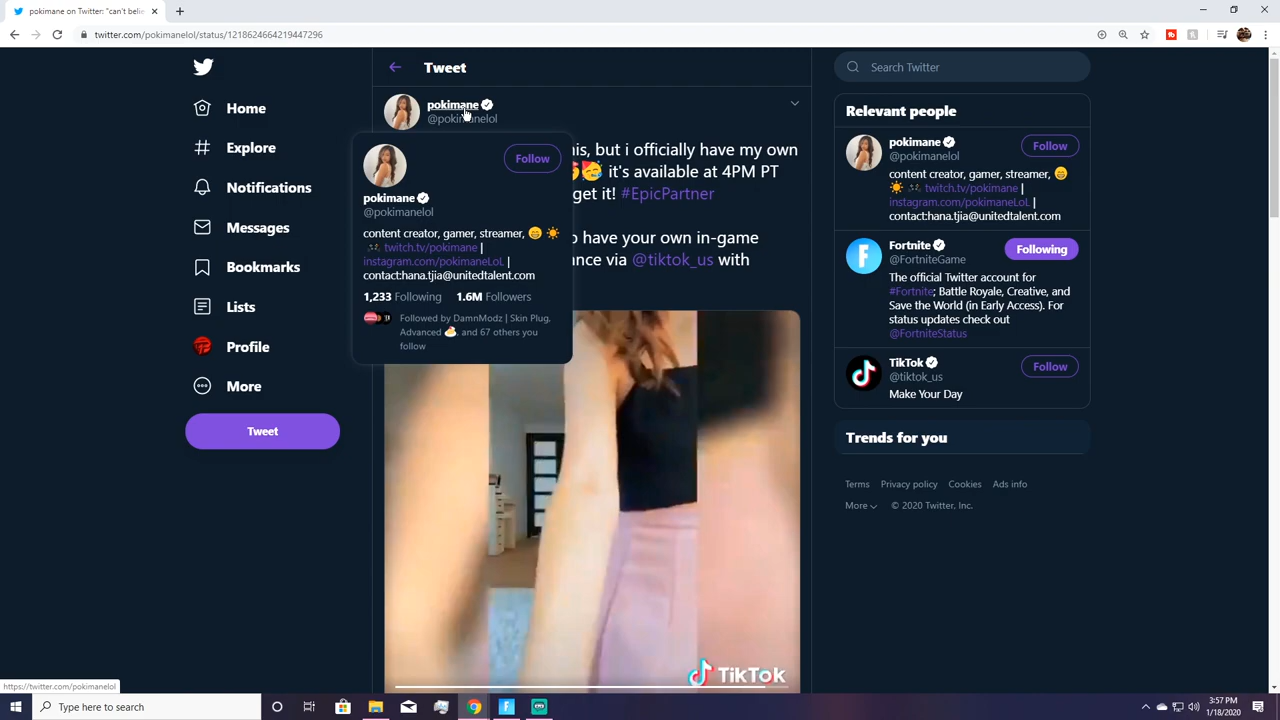 pokimane on Twitter: "can't belie
twitter.com/pokimanelol/status/1218624664219447296
Home
Explore
Notifications
Messages
Bookmarks
Lists
Profile
More
Tweet
Tweet
pokimane
@pokimanelol
his, but i officially have my own
it's available at 4PM PT
get it! #EpicPartner
o have your own in-game
ance via @tiktok_us with
Follow
pokimane
@pokimanelol
content creator, gamer, streamer, 😄 ☀
🎮 twitch.tv/pokimane |
instagram.com/pokimaneLoL |
contact:hana.tjia@unitedtalent.com
1,233 Following 1.6M Followers
Followed by DamnModz | Skin Plug,
Advanced 🍜, and 67 others you
follow
TikTok
Search Twitter
Relevant people
pokimane
@pokimanelol
Follow
content creator, gamer, streamer, 😄
☀ 🎮 twitch.tv/pokimane |
instagram.com/pokimaneLoL |
contact:hana.tjia@unitedtalent.com
Fortnite
@FortniteGame
Following
The official Twitter account for
#Fortnite; Battle Royale, Creative, and
Save the World (in Early Access). For
status updates check out
@FortniteStatus
TikTok
@tiktok_us
Follow
Make Your Day
Trends for you
Terms Privacy policy Cookies Ads info
More © 2020 Twitter, Inc.
https://twitter.com/pokimanelol
Type here to search
3:57 PM
1/18/2020